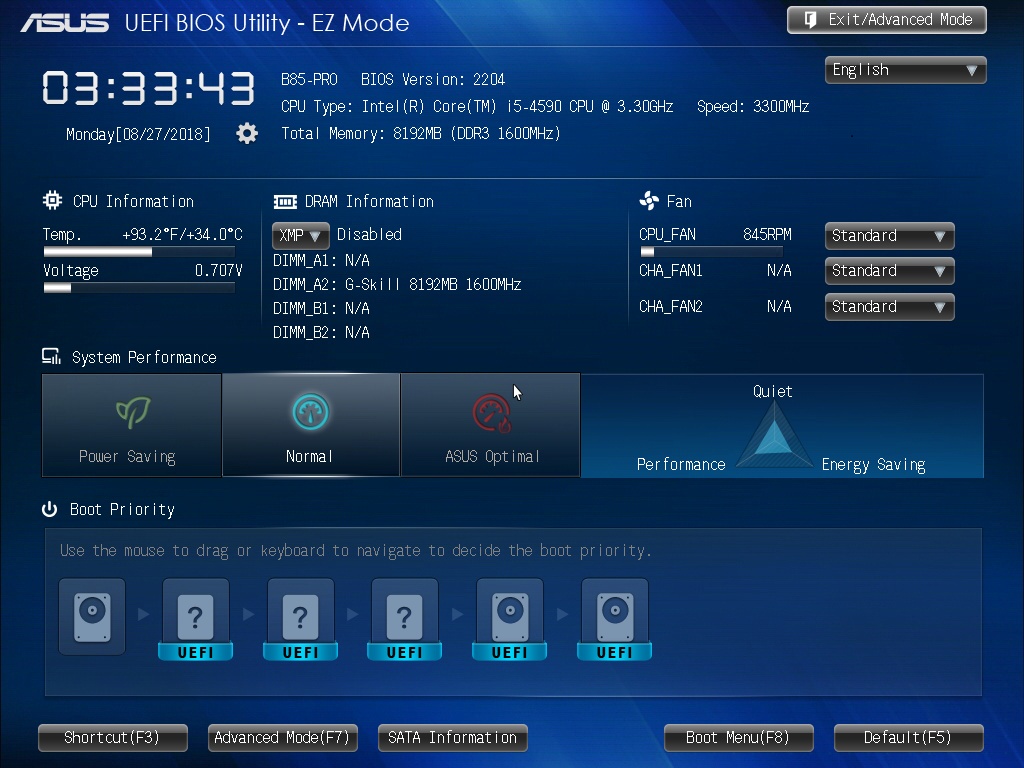 ASUS UEFI BIOS Utility - EZ Mode
Exit/Advanced Mode
English
03:33:43
Monday[08/27/2018]
B85-PRO BIOS Version: 2204
CPU Type: Intel(R) Core(TM) i5-4590 CPU @ 3.30GHz Speed: 3300MHz
Total Memory: 8192MB (DDR3 1600MHz)
CPU Information
Temp. +93.2°F/+34.0°C
Voltage 0.707V
DRAM Information
XMP Disabled
DIMM_A1: N/A
DIMM_A2: G-Skill 8192MB 1600MHz
DIMM_B1: N/A
DIMM_B2: N/A
Fan
CPU_FAN 845RPM Standard
CHA_FAN1 N/A Standard
CHA_FAN2 N/A Standard
System Performance
Power Saving
Normal
ASUS Optimal
Quiet
Performance
Energy Saving
Boot Priority
Use the mouse to drag or keyboard to navigate to decide the boot priority.
? ? ?
UEFI UEFI UEFI UEFI UEFI
Shortcut(F3) Advanced Mode(F7) SATA Information Boot Menu(F8) Default(F5)